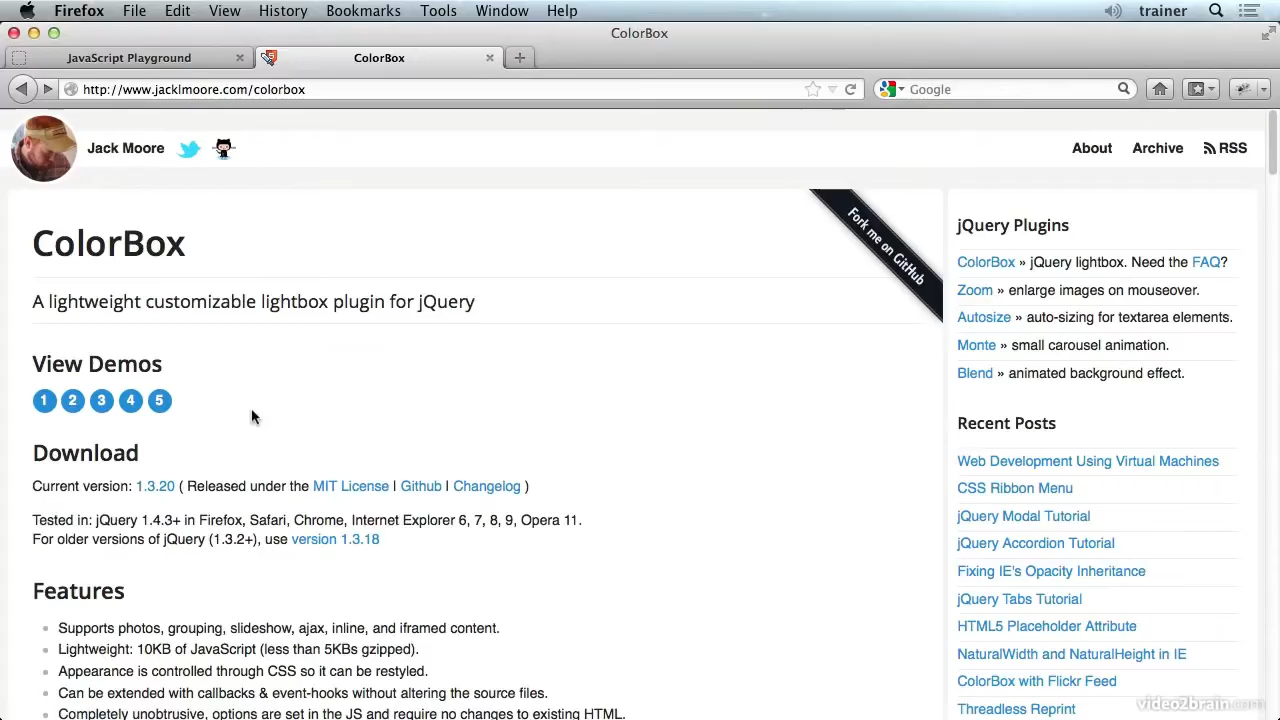 Firefox File Edit View History Bookmarks Tools Window Help trainer
ColorBox
JavaScript Playground
ColorBox
http://www.jacklmoore.com/colorbox
Google
Jack Moore
About Archive RSS
Fork me on GitHub
ColorBox
A lightweight customizable lightbox plugin for jQuery
View Demos
1 2 3 4 5
Download
Current version: 1.3.20 ( Released under the MIT License | Github | Changelog )
Tested in: jQuery 1.4.3+ in Firefox, Safari, Chrome, Internet Explorer 6, 7, 8, 9, Opera 11.
For older versions of jQuery (1.3.2+), use version 1.3.18
Features
Supports photos, grouping, slideshow, ajax, inline, and iframed content.
Lightweight: 10KB of JavaScript (less than 5KBs gzipped).
Appearance is controlled through CSS so it can be restyled.
Can be extended with callbacks & event-hooks without altering the source files.
Completely unobtrusive, options are set in the JS and require no changes to existing HTML.
jQuery Plugins
ColorBox » jQuery lightbox. Need the FAQ?
Zoom » enlarge images on mouseover.
Autosize » auto-sizing for textarea elements.
Monte » small carousel animation.
Blend » animated background effect.
Recent Posts
Web Development Using Virtual Machines
CSS Ribbon Menu
jQuery Modal Tutorial
jQuery Accordion Tutorial
Fixing IE's Opacity Inheritance
jQuery Tabs Tutorial
HTML5 Placeholder Attribute
NaturalWidth and NaturalHeight in IE
ColorBox with Flickr Feed
Threadless Reprint
video2brain.com